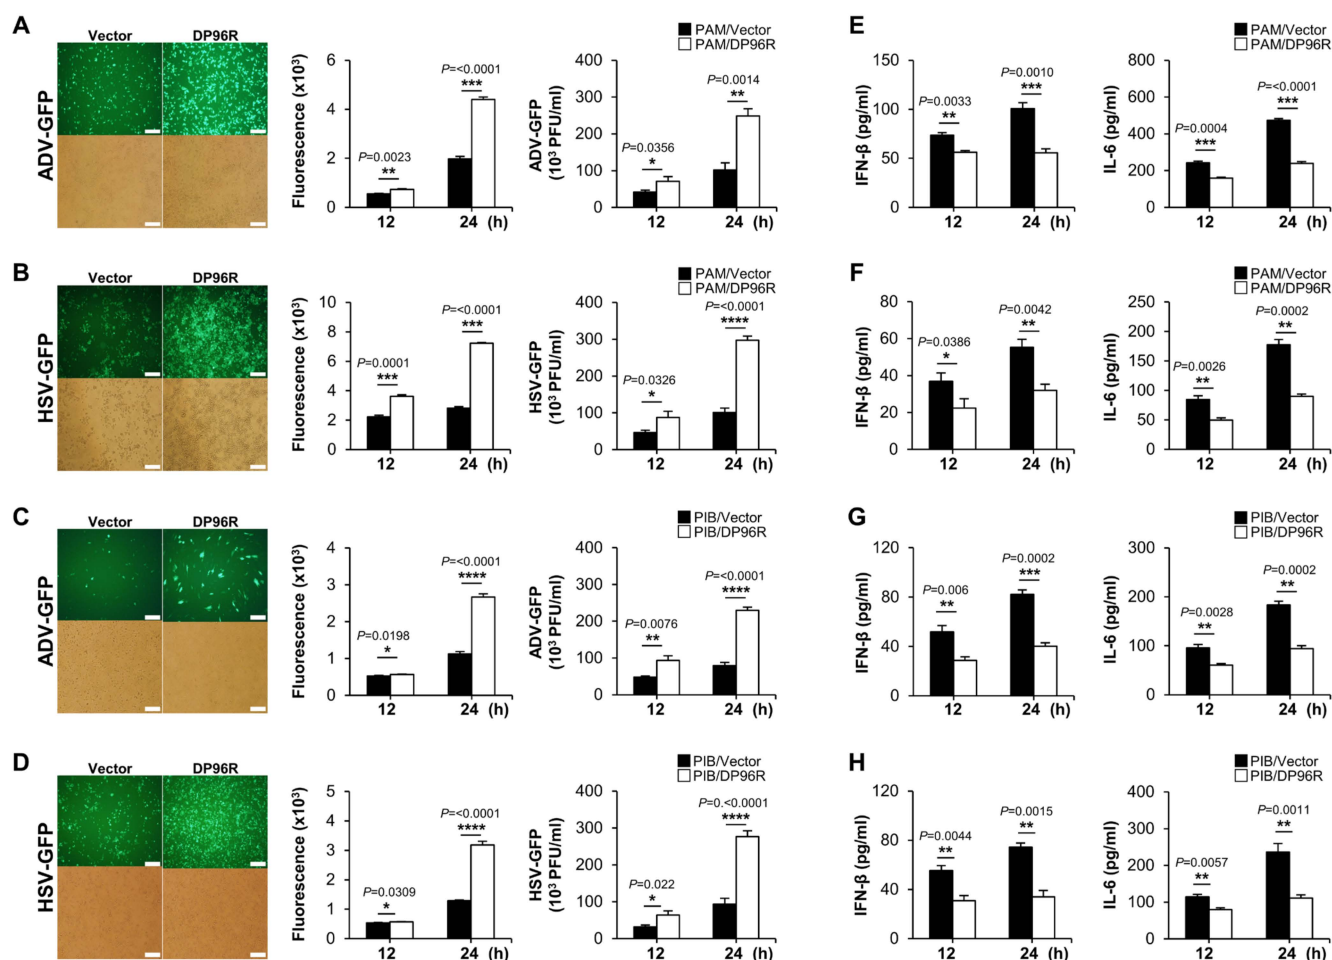 A
Vector DP96R
ADV-GFP
Fluorescence (x10³)
6
4
2
0
P=0.0023
**
P=<0.0001
***
12 24 (h)
PAM/Vector
PAM/DP96R
ADV-GFP
(10³ PFU/ml)
400
300
200
100
0
P=0.0356
*
P=0.0014
**
12 24 (h)
E
PAM/Vector
PAM/DP96R
IFN-β (pg/ml)
150
100
50
0
P=0.0033
**
P=0.0010
***
12 24 (h)
IL-6 (pg/ml)
800
600
400
200
0
P=0.0004
***
P=<0.0001
***
12 24 (h)
B
Vector DP96R
HSV-GFP
Fluorescence (x10³)
10
8
6
4
2
0
P=0.0001
***
P=<0.0001
***
12 24 (h)
PAM/Vector
PAM/DP96R
HSV-GFP
(10³ PFU/ml)
400
300
200
100
0
P=0.0326
*
P=<0.0001
****
12 24 (h)
F
PAM/Vector
PAM/DP96R
IFN-β (pg/ml)
80
60
40
20
0
P=0.0386
*
P=0.0042
**
12 24 (h)
IL-6 (pg/ml)
250
200
150
100
50
0
P=0.0026
**
P=0.0002
**
12 24 (h)
C
Vector DP96R
ADV-GFP
Fluorescence (x10³)
4
3
2
1
0
P=0.0198
*
P=<0.0001
****
12 24 (h)
PIB/Vector
PIB/DP96R
ADV-GFP
(10³ PFU/ml)
400
300
200
100
0
P=0.0076
**
P=<0.0001
****
12 24 (h)
G
PIB/Vector
PIB/DP96R
IFN-β (pg/ml)
120
80
40
0
P=0.006
**
P=0.0002
***
12 24 (h)
IL-6 (pg/ml)
300
200
100
0
P=0.0028
**
P=0.0002
**
12 24 (h)
D
Vector DP96R
HSV-GFP
Fluorescence (x10³)
5
4
3
2
1
0
P=0.0309
*
P=<0.0001
****
12 24 (h)
PIB/Vector
PIB/DP96R
HSV-GFP
(10³ PFU/ml)
400
300
200
100
0
P=0.022
*
P=0.<0.0001
****
12 24 (h)
H
PIB/Vector
PIB/DP96R
IFN-β (pg/ml)
120
80
40
0
P=0.0044
**
P=0.0015
**
12 24 (h)
IL-6 (pg/ml)
400
300
200
100
0
P=0.0057
**
P=0.0011
**
12 24 (h)